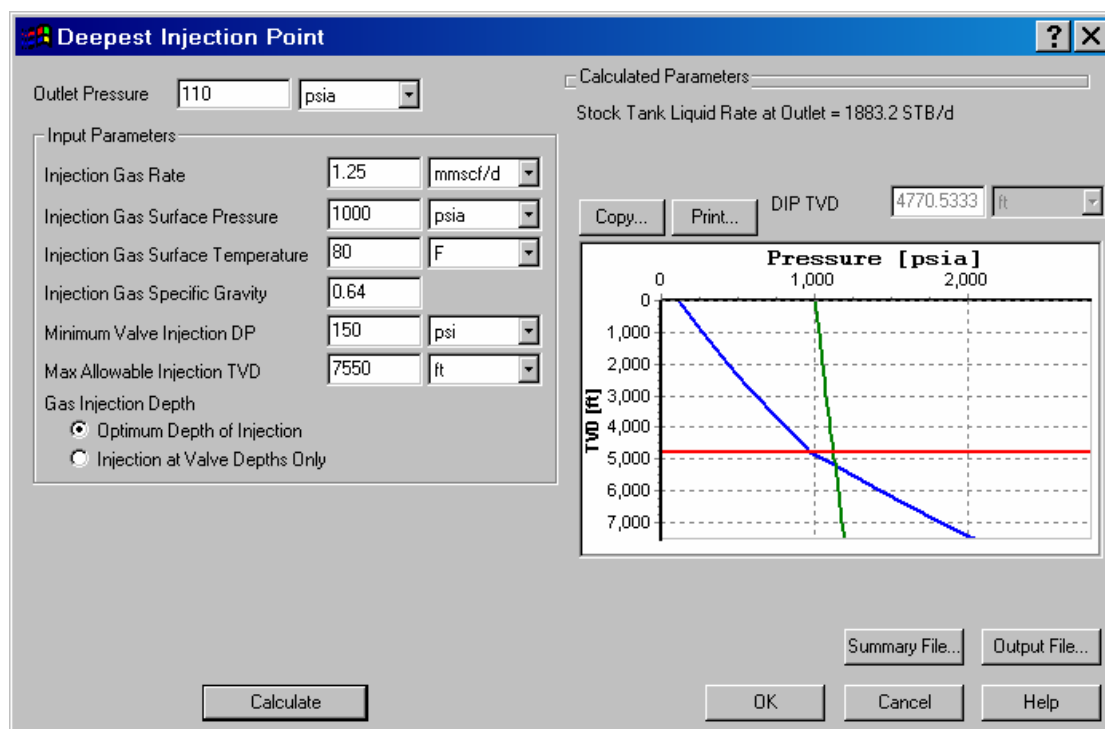 Deepest Injection Point
Outlet Pressure 110 psia
Input Parameters
Injection Gas Rate 1.25 mmscf/d
Injection Gas Surface Pressure 1000 psia
Injection Gas Surface Temperature 80 F
Injection Gas Specific Gravity 0.64
Minimum Valve Injection DP 150 psi
Max Allowable Injection TVD 7550 ft
Gas Injection Depth
Optimum Depth of Injection
Injection at Valve Depths Only
Calculate
Calculated Parameters
Stock Tank Liquid Rate at Outlet = 1883.2 STB/d
Copy... Print... DIP TVD 4770.5333 ft
Pressure [psia]
0 1,000 2,000
TVD [ft]
0
1,000
2,000
3,000
4,000
5,000
6,000
7,000
Summary File... Output File...
OK Cancel Help